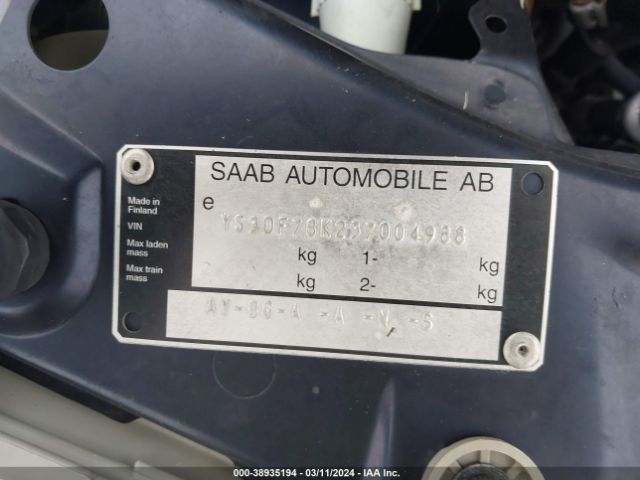 SAAB AUTOMOBILE AB
Made in
Finland
e
VIN
YS3DF78K237004988
Max laden
mass
kg 1- kg
Max train
mass
kg 2- kg
-A
000-38935194 - 03/11/2024 - IAA Inc.